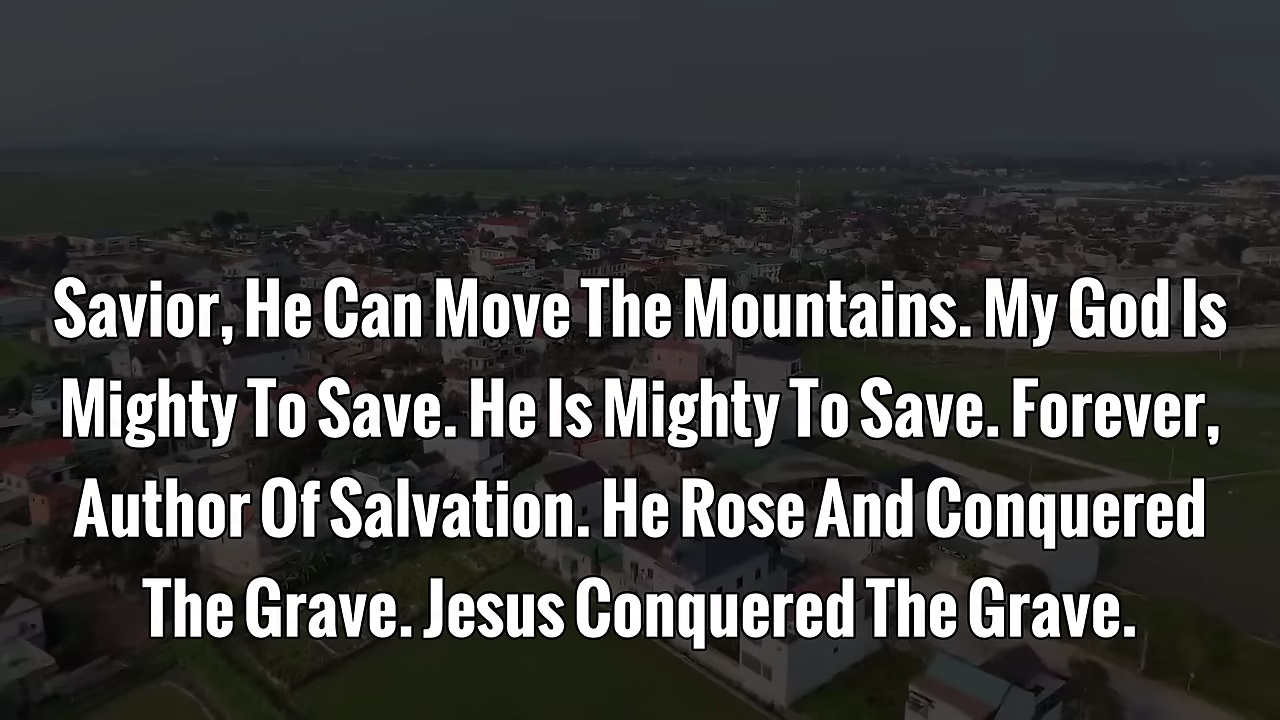 Savior, He Can Move The Mountains. My God Is
Mighty To Save. He Is Mighty To Save. Forever,
Author Of Salvation. He Rose And Conquered
The Grave. Jesus Conquered The Grave.